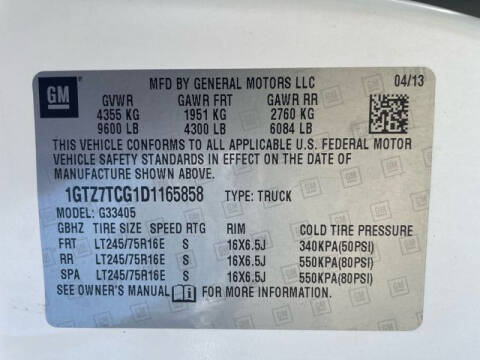 GM
MFD BY GENERAL MOTORS LLC 04/13
GVWR GAWR FRT GAWR RR
4355 KG 1951 KG 2760 KG
9600 LB 4300 LB 6084 LB
THIS VEHICLE CONFORMS TO ALL APPLICABLE U.S. FEDERAL MOTOR
VEHICLE SAFETY STANDARDS IN EFFECT ON THE DATE OF
MANUFACTURE SHOWN ABOVE.
1GTZ7TCG1D1165858 TYPE: TRUCK
MODEL: G33405
GBHZ TIRE SIZE SPEED RTG RIM COLD TIRE PRESSURE
FRT LT245/75R16E S 16X6.5J 340KPA(50PSI)
RR LT245/75R16E S 16X6.5J 550KPA(80PSI)
SPA LT245/75R16E S 16X6.5J 550KPA(80PSI)
SEE OWNER'S MANUAL FOR MORE INFORMATION.